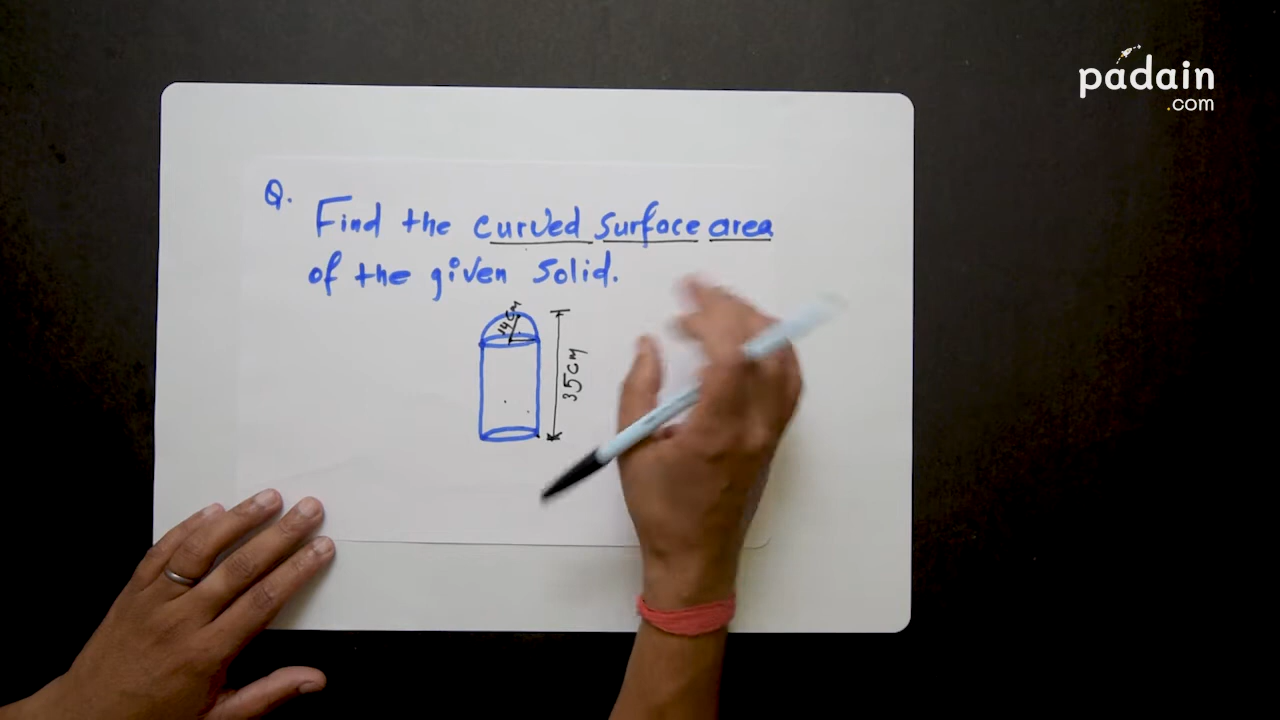 padain
.com
Q.
Find the curved surface area
of the given solid.
14cm
35cm